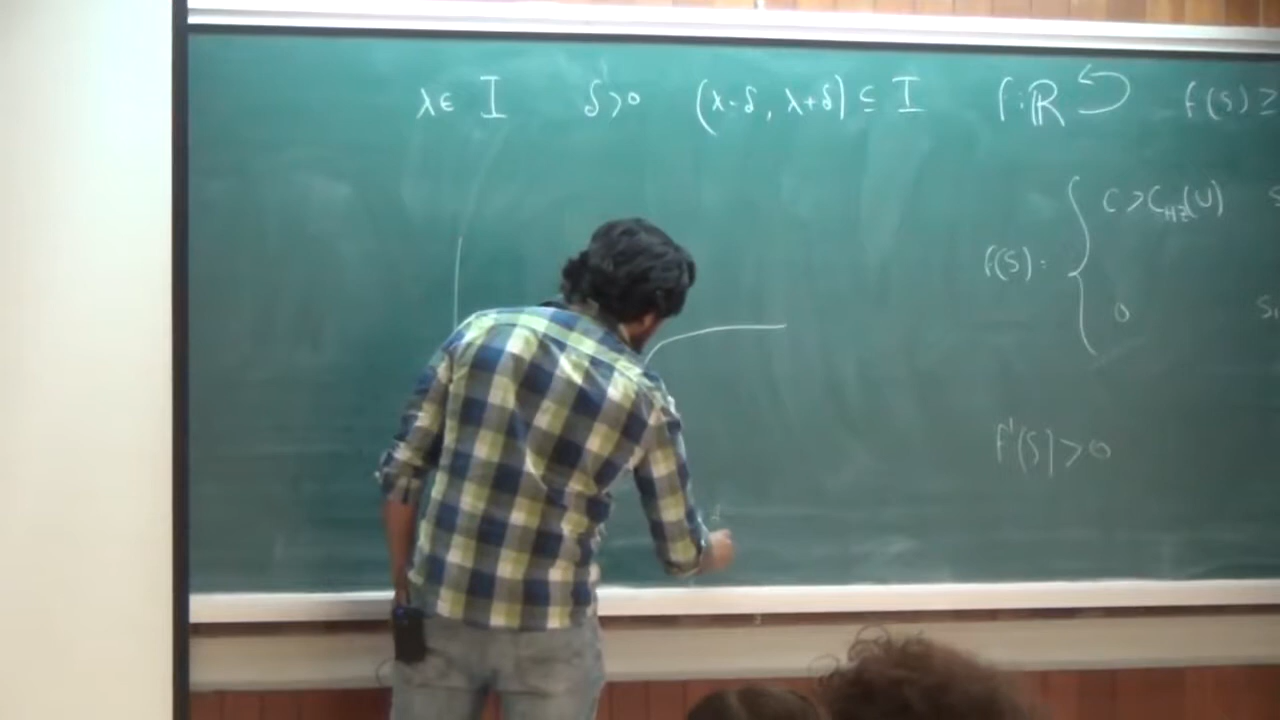 λ∈ I δ>0 (λ-δ, λ+δ) ⊆ I f:ℝ ↩ f(s) ≥
C > C_HZ(U)
f(s) =
0
f'(s) > 0